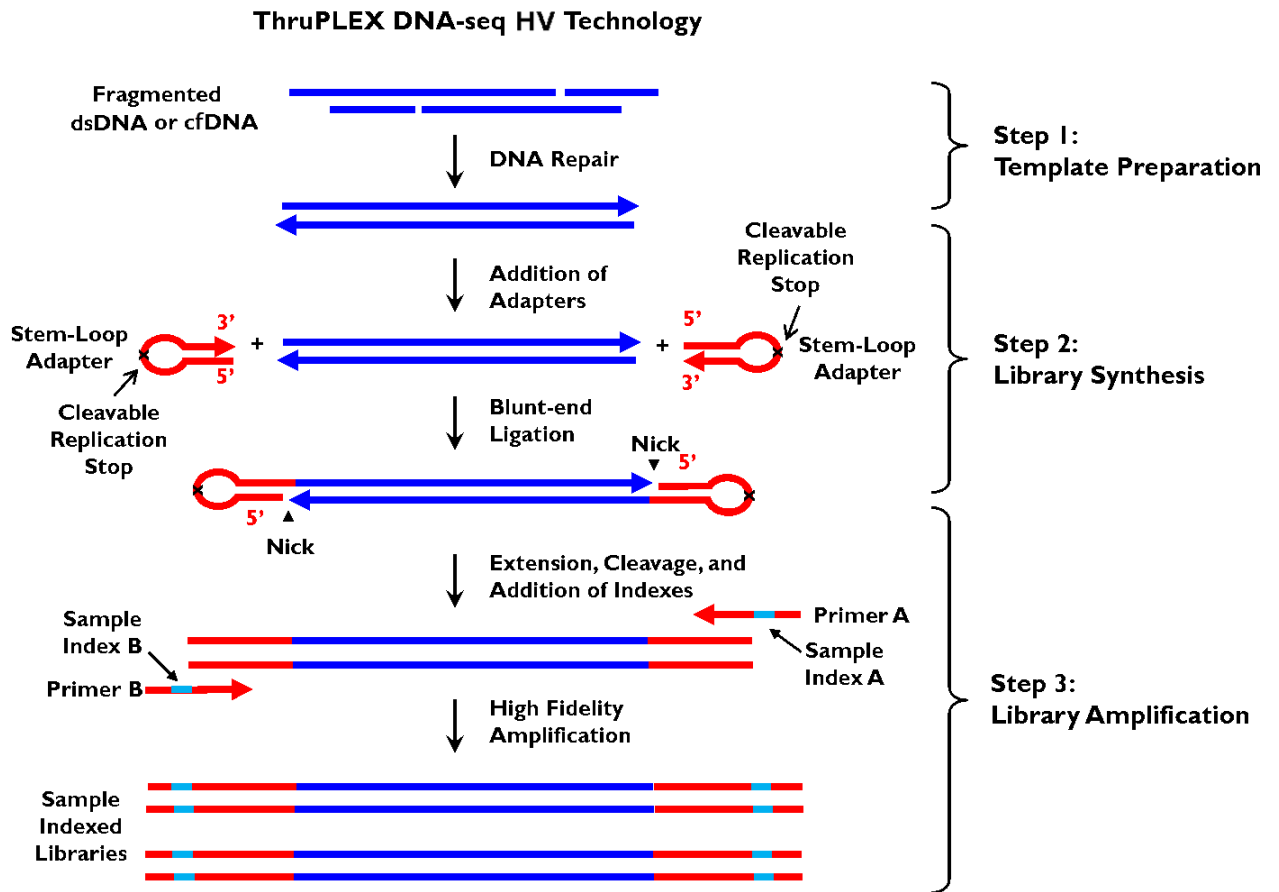 ThruPLEX DNA-seq HV Technology
Fragmented
dsDNA or cfDNA
DNA Repair
Step 1:
Template Preparation
Cleavable
Replication
Stop
Addition of
Adapters
Stem-Loop
Adapter
3'
5'
+
+
5'
3'
Stem-Loop
Adapter
Step 2:
Library Synthesis
Cleavable
Replication
Stop
Blunt-end
Ligation
Nick
5'
5'
Nick
Extension, Cleavage, and
Addition of Indexes
Primer A
Sample
Index B
Sample
Index A
Primer B
Step 3:
Library Amplification
High Fidelity
Amplification
Sample
Indexed
Libraries